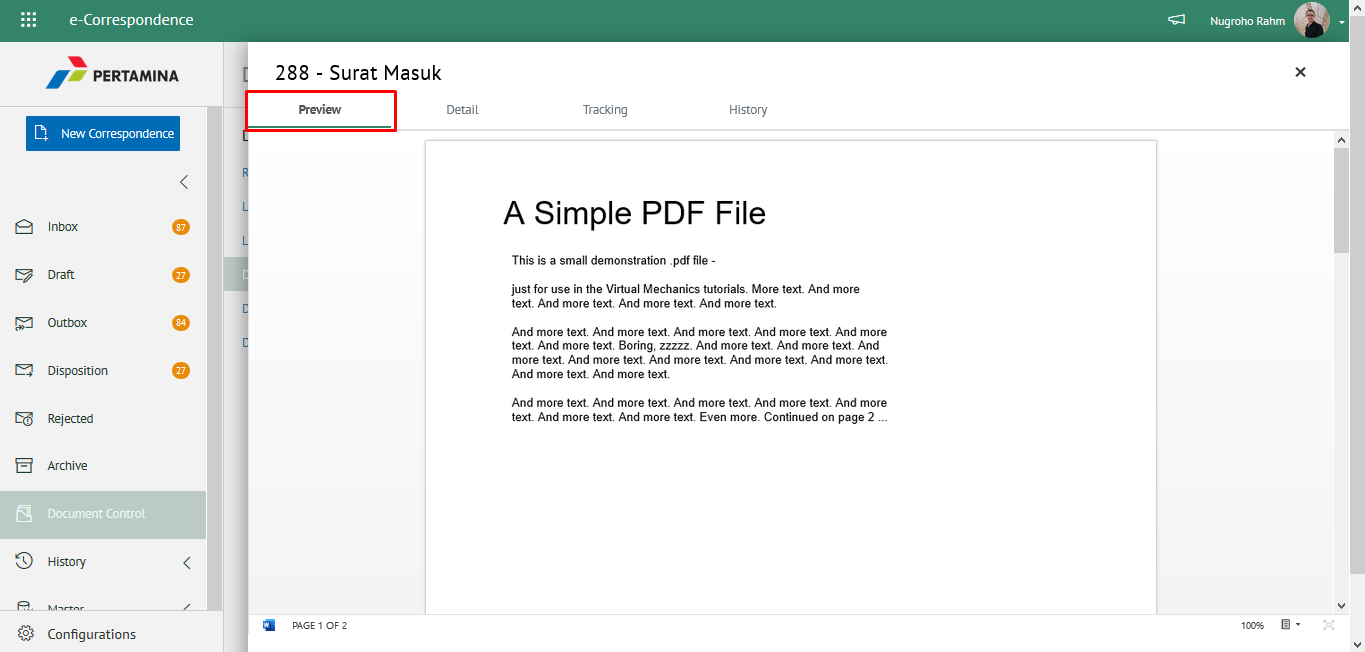 e-Correspondence
Nugroho Rahm
PERTAMINA
New Correspondence
Inbox 87
Draft 27
Outbox 84
Disposition 27
Rejected
Archive
Document Control
History
Master
Configurations
288 - Surat Masuk
Preview Detail Tracking History
A Simple PDF File
This is a small demonstration .pdf file -
just for use in the Virtual Mechanics tutorials. More text. And more
text. And more text. And more text. And more text.
And more text. And more text. And more text. And more text. And more
text. And more text. Boring, zzzzz. And more text. And more text. And
more text. And more text. And more text. And more text. And more text.
And more text. And more text.
And more text. And more text. And more text. And more text. And more
text. And more text. And more text. Even more. Continued on page 2 ...
PAGE 1 OF 2
100%